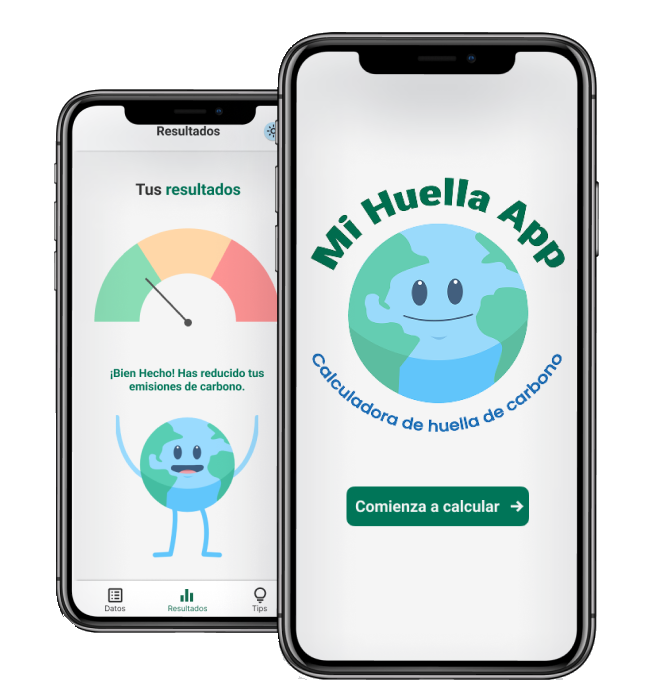 Resultados
Tus resultados
¡Bien Hecho! Has reducido tus
emisiones de carbono.
Datos
Resultados
Tips
Mi Huella App
Calculadora de huella de carbono
Comienza a calcular